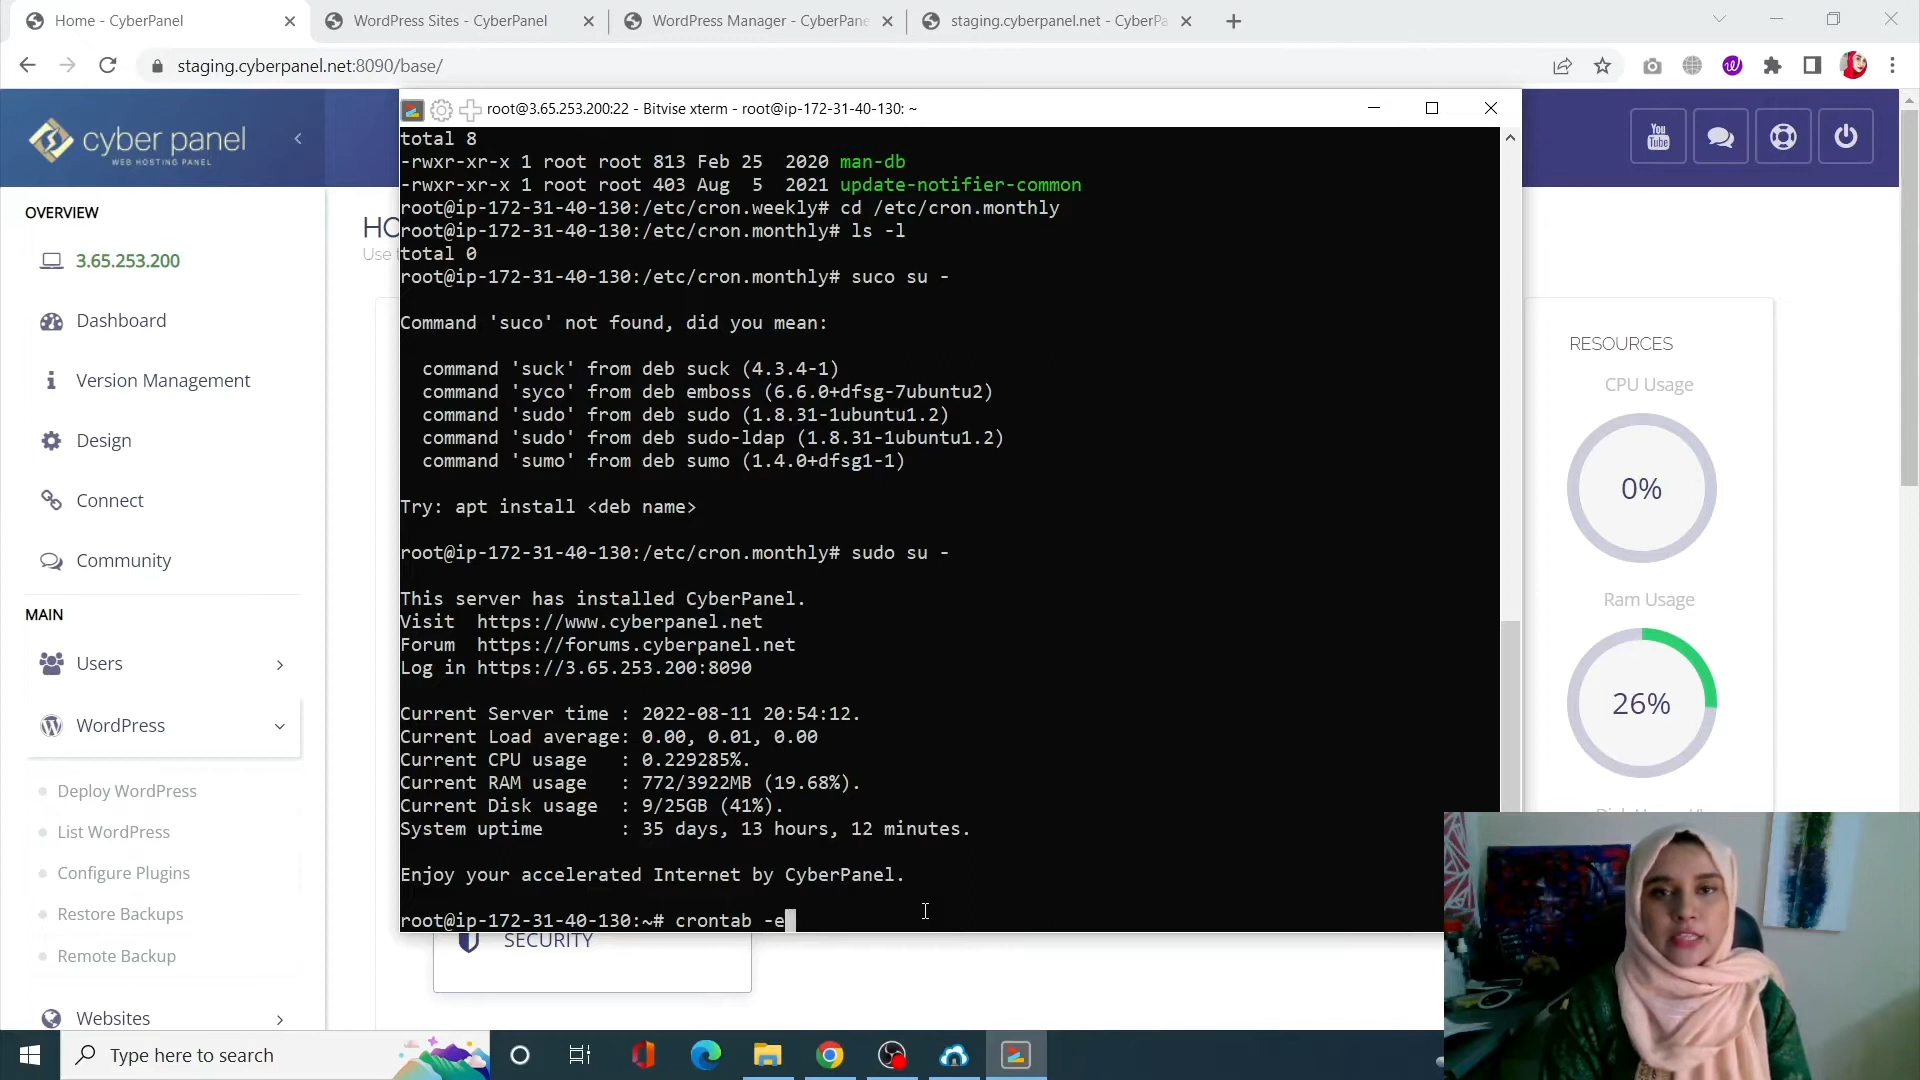 Home - CyberPanel
WordPress Sites - CyberPanel
WordPress Manager - CyberPane
staging.cyberpanel.net - CyberPa
staging.cyberpanel.net:8090/base/
root@3.65.253.200:22 - Bitvise xterm - root@ip-172-31-40-130: ~
cyber panel
WEB HOSTING PANEL
You
Tube
OVERVIEW
3.65.253.200
Dashboard
Version Management
Design
Connect
Community
MAIN
Users
WordPress
Deploy WordPress
List WordPress
Configure Plugins
Restore Backups
Remote Backup
Websites
HO
Use t
total 8
-rwxr-xr-x 1 root root 813 Feb 25  2020 man-db
-rwxr-xr-x 1 root root 403 Aug  5  2021 update-notifier-common
root@ip-172-31-40-130:/etc/cron.weekly# cd /etc/cron.monthly
root@ip-172-31-40-130:/etc/cron.monthly# ls -l
total 0
root@ip-172-31-40-130:/etc/cron.monthly# suco su -
Command 'suco' not found, did you mean:
command 'suck' from deb suck (4.3.4-1)
command 'syco' from deb emboss (6.6.0+dfsg-7ubuntu2)
command 'sudo' from deb sudo (1.8.31-1ubuntu1.2)
command 'sudo' from deb sudo-ldap (1.8.31-1ubuntu1.2)
command 'sumo' from deb sumo (1.4.0+dfsg1-1)
Try: apt install <deb name>
root@ip-172-31-40-130:/etc/cron.monthly# sudo su -
This server has installed CyberPanel.
Visit  https://www.cyberpanel.net
Forum  https://forums.cyberpanel.net
Log in https://3.65.253.200:8090
Current Server time : 2022-08-11 20:54:12.
Current Load average: 0.00, 0.01, 0.00
Current CPU usage   : 0.229285%.
Current RAM usage   : 772/3922MB (19.68%).
Current Disk usage  : 9/25GB (41%).
System uptime       : 35 days, 13 hours, 12 minutes.
Enjoy your accelerated Internet by CyberPanel.
root@ip-172-31-40-130:~# crontab -e
SECURITY
RESOURCES
CPU Usage
0%
Ram Usage
26%
Type here to search